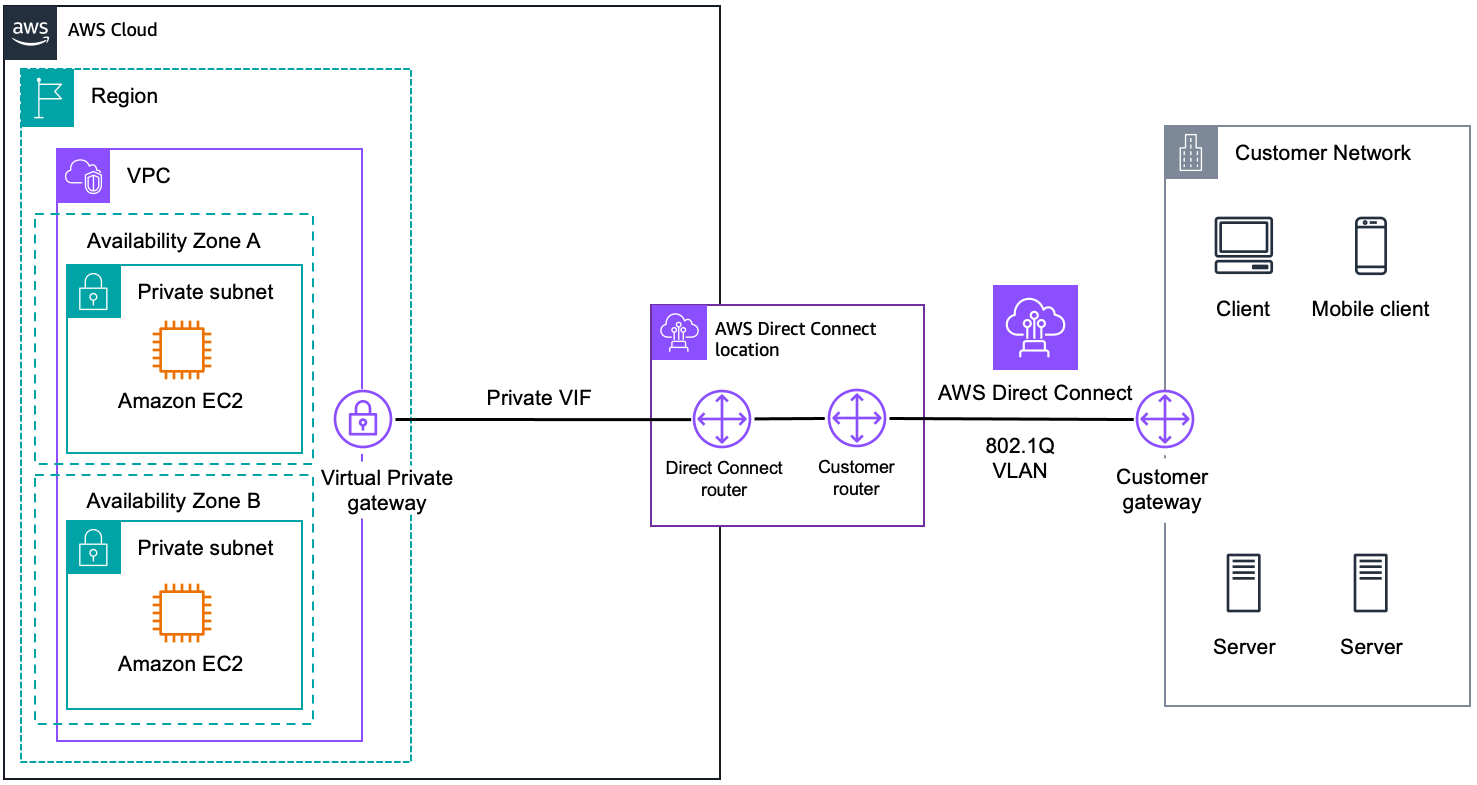 aws
AWS Cloud
Region
VPC
Availability Zone A
Private subnet
Amazon EC2
Virtual Private
gateway
Availability Zone B
Private subnet
Amazon EC2
Private VIF
AWS Direct Connect
location
Direct Connect
router
Customer
router
AWS Direct Connect
802.1Q
VLAN
Customer
gateway
Customer Network
Client
Mobile client
Server
Server